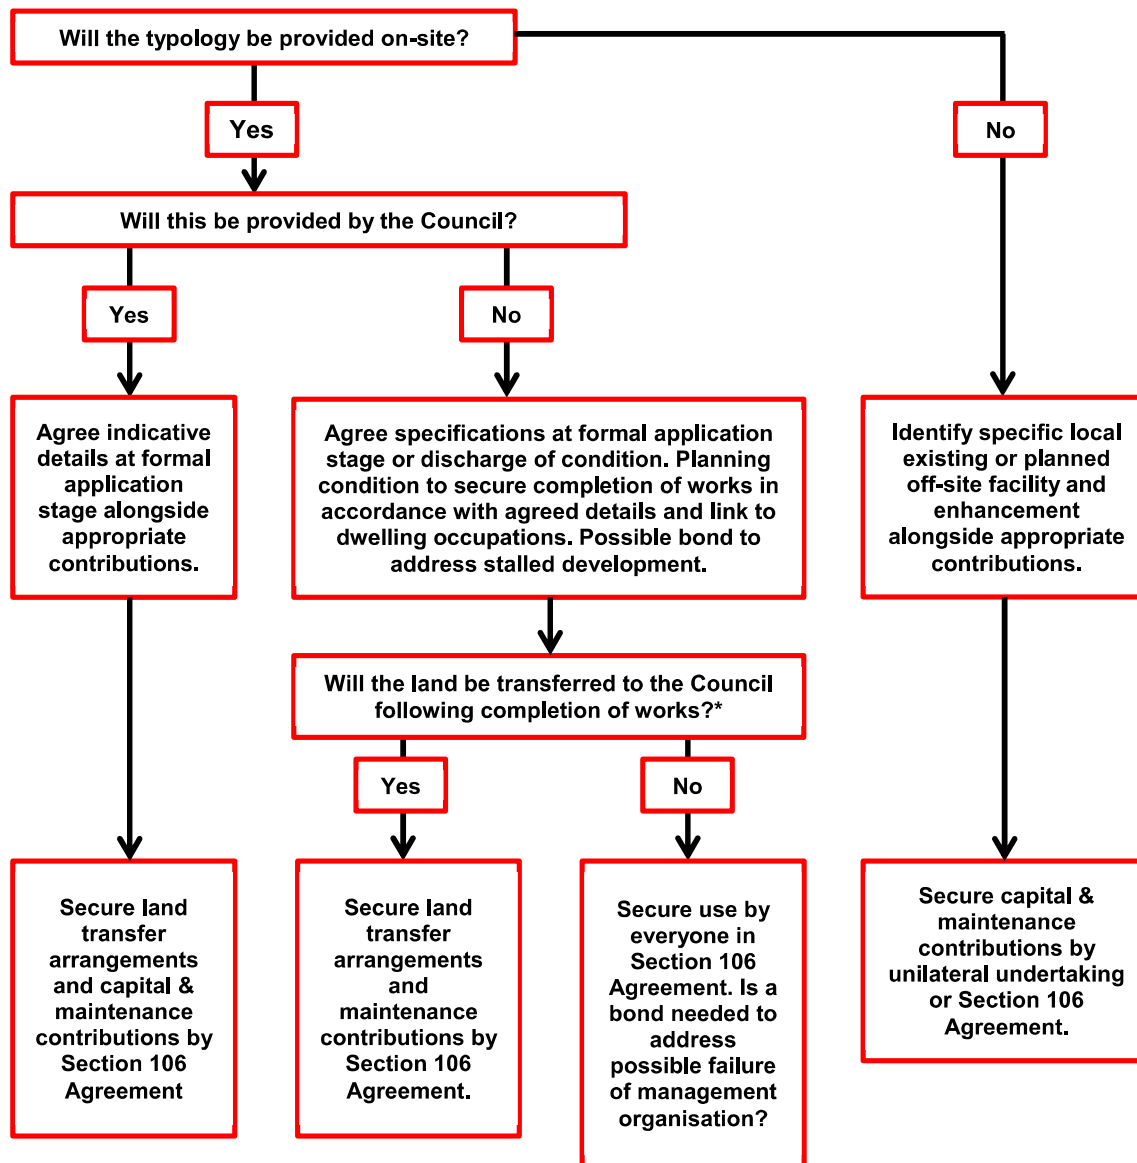 Will the typology be provided on-site?
Yes
No
Will this be provided by the Council?
Yes
No
Agree indicative
details at formal
application
stage alongside
appropriate
contributions.
Agree specifications at formal application
stage or discharge of condition. Planning
condition to secure completion of works in
accordance with agreed details and link to
dwelling occupations. Possible bond to
address stalled development.
Identify specific local
existing or planned
off-site facility and
enhancement
alongside appropriate
contributions.
Will the land be transferred to the Council
following completion of works?*
Yes
No
Secure land
transfer
arrangements
and capital &
maintenance
contributions by
Section 106
Agreement
Secure land
transfer
arrangements
and
maintenance
contributions by
Section 106
Agreement.
Secure use by
everyone in
Section 106
Agreement. Is a
bond needed to
address
possible failure
of management
organisation?
Secure capital &
maintenance
contributions by
unilateral undertaking
or Section 106
Agreement.